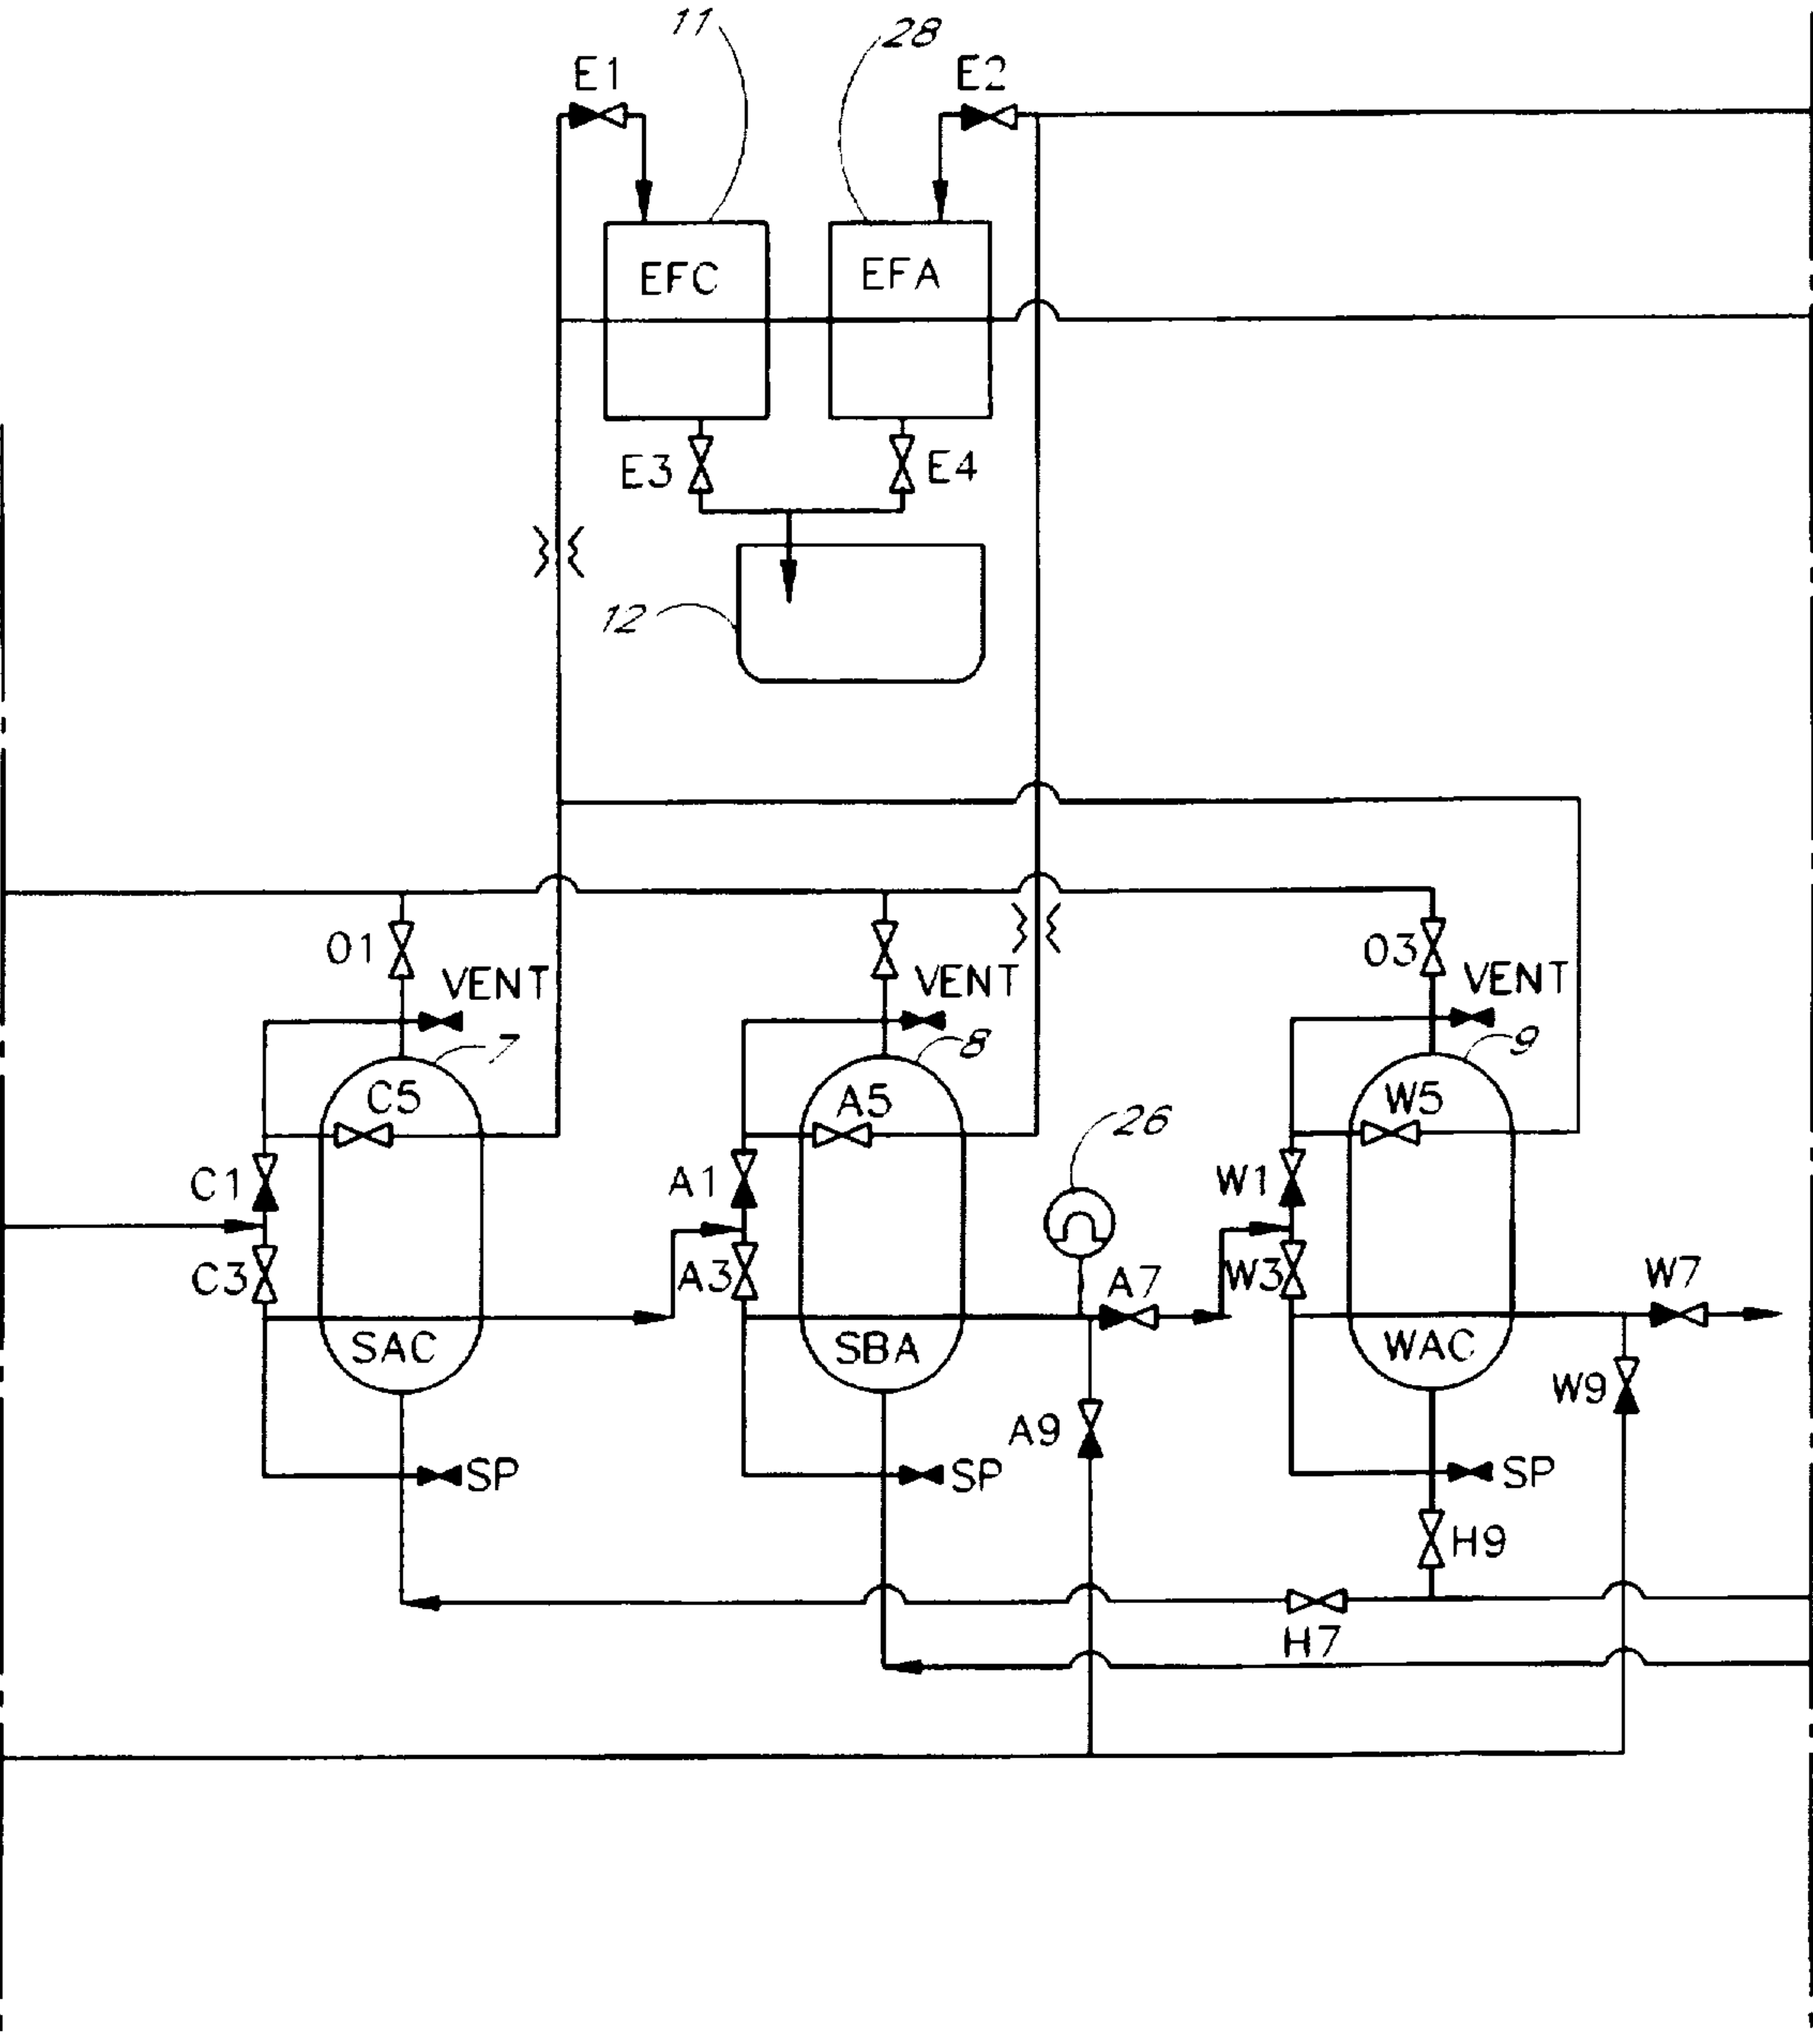 11
28
E1
E2
EFC
EFA
E3
E4
12
O1
O3
VENT
VENT
VENT
7
8
9
C5
A5
W5
26
C1
A1
W1
C3
A3
A7
W3
W7
SAC
SBA
WAC
W9
A9
SP
SP
SP
H9
H7